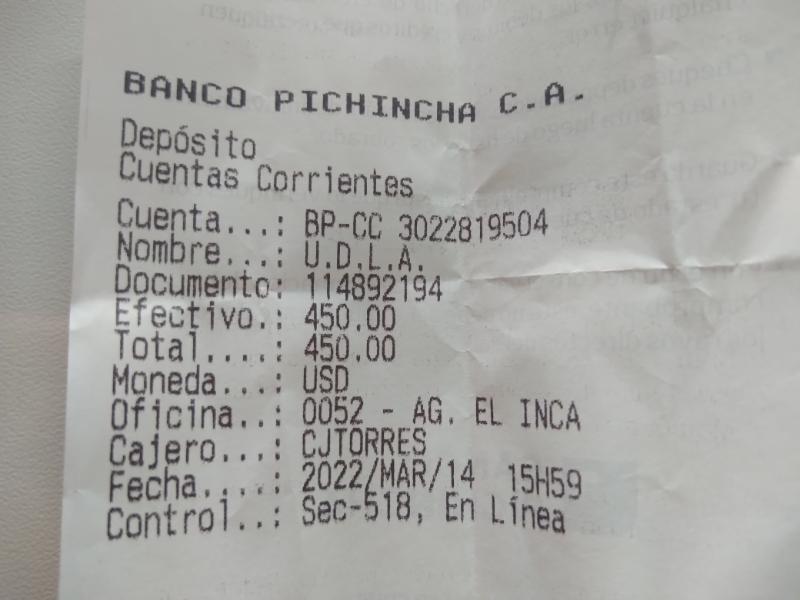 BANCO PICHINCHA C.A.
Depósito
Cuentas Corrientes
Cuenta...: BP-CC 3022819504
Nombre...: U.D.L.A.
Documento: 114892194
Efectivo.: 450.00
Total....: 450.00
Moneda...: USD
Oficina..: 0052 - AG. EL INCA
Cajero...: CJTORRES
Fecha....: 2022/MAR/14 15H59
Control..: Sec-518, En Línea